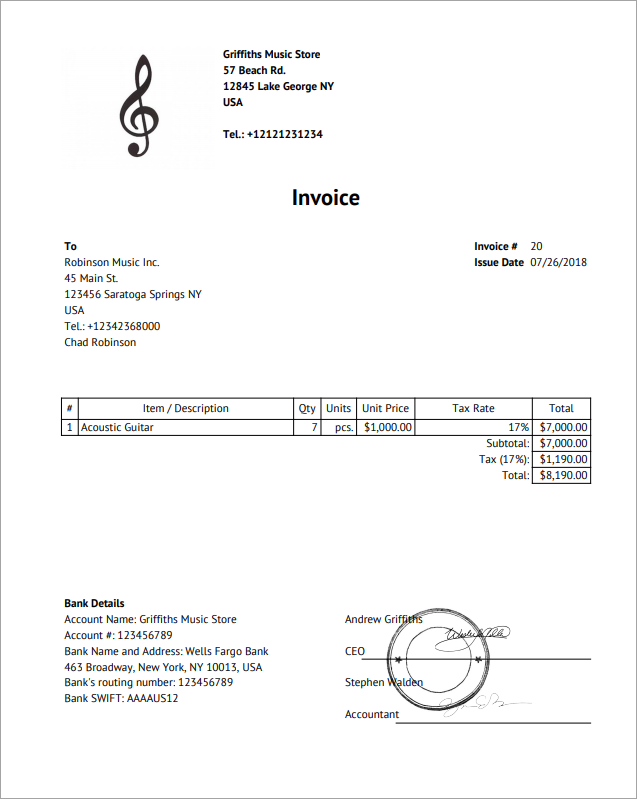 Griffiths Music Store
57 Beach Rd.
12845 Lake George NY
USA
Tel.: +12121231234
Invoice
To
Robinson Music Inc.
45 Main St.
123456 Saratoga Springs NY
USA
Tel.: +12342368000
Chad Robinson
Invoice # 20
Issue Date 07/26/2018
# Item / Description Qty Units Unit Price Tax Rate Total
1 Acoustic Guitar 7 pcs. $1,000.00 17% $7,000.00
Subtotal: $7,000.00
Tax (17%): $1,190.00
Total: $8,190.00
Bank Details
Account Name: Griffiths Music Store
Account #: 123456789
Bank Name and Address: Wells Fargo Bank
463 Broadway, New York, NY 10013, USA
Bank's routing number: 123456789
Bank SWIFT: AAAAUS12
Andrew Griffiths
CEO
Stephen Walden
Accountant